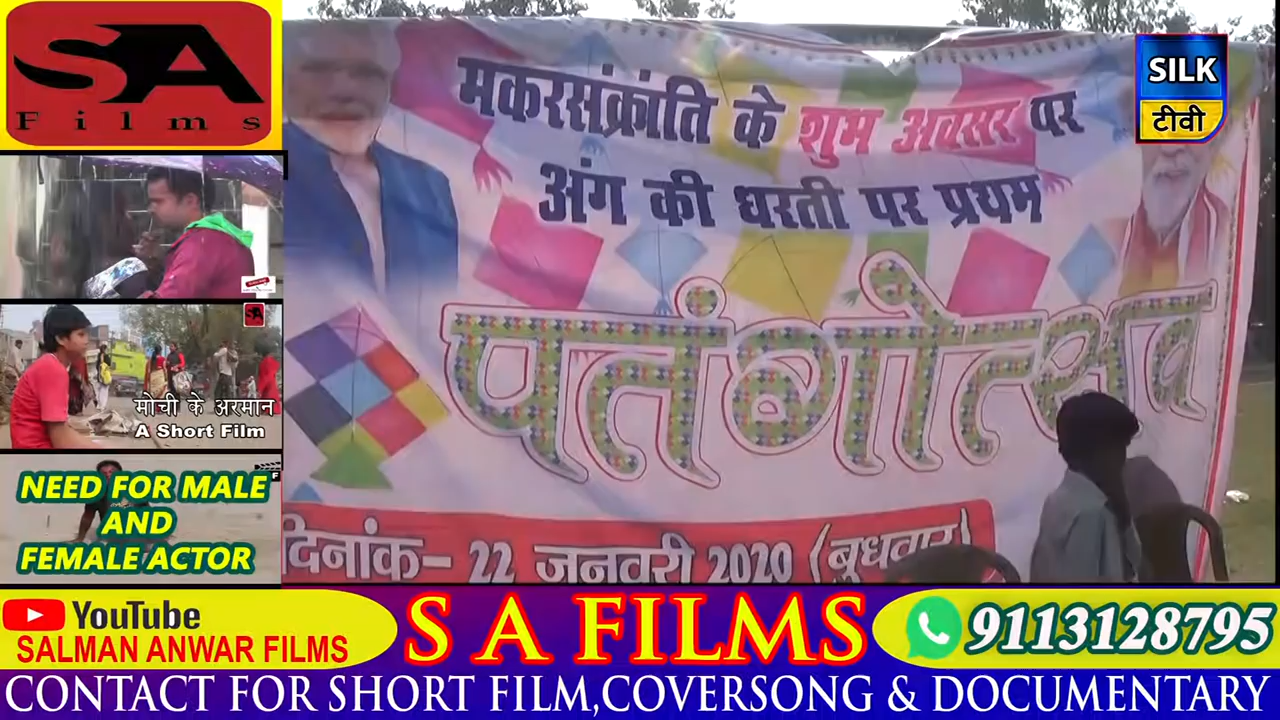 SA
Films
मकरसंक्रांति के शुभ अवसर पर
अंग की धरती पर प्रथम
पतंगोत्सव
दिनांक- 22 जनवरी 2020 (बुधवार)
SILK
टीवी
मोची के अरमान
A Short Film
NEED FOR MALE
AND
FEMALE ACTOR
YouTube
SALMAN ANWAR FILMS
S A FILMS
9113128795
CONTACT FOR SHORT FILM,COVERSONG & DOCUMENTARY